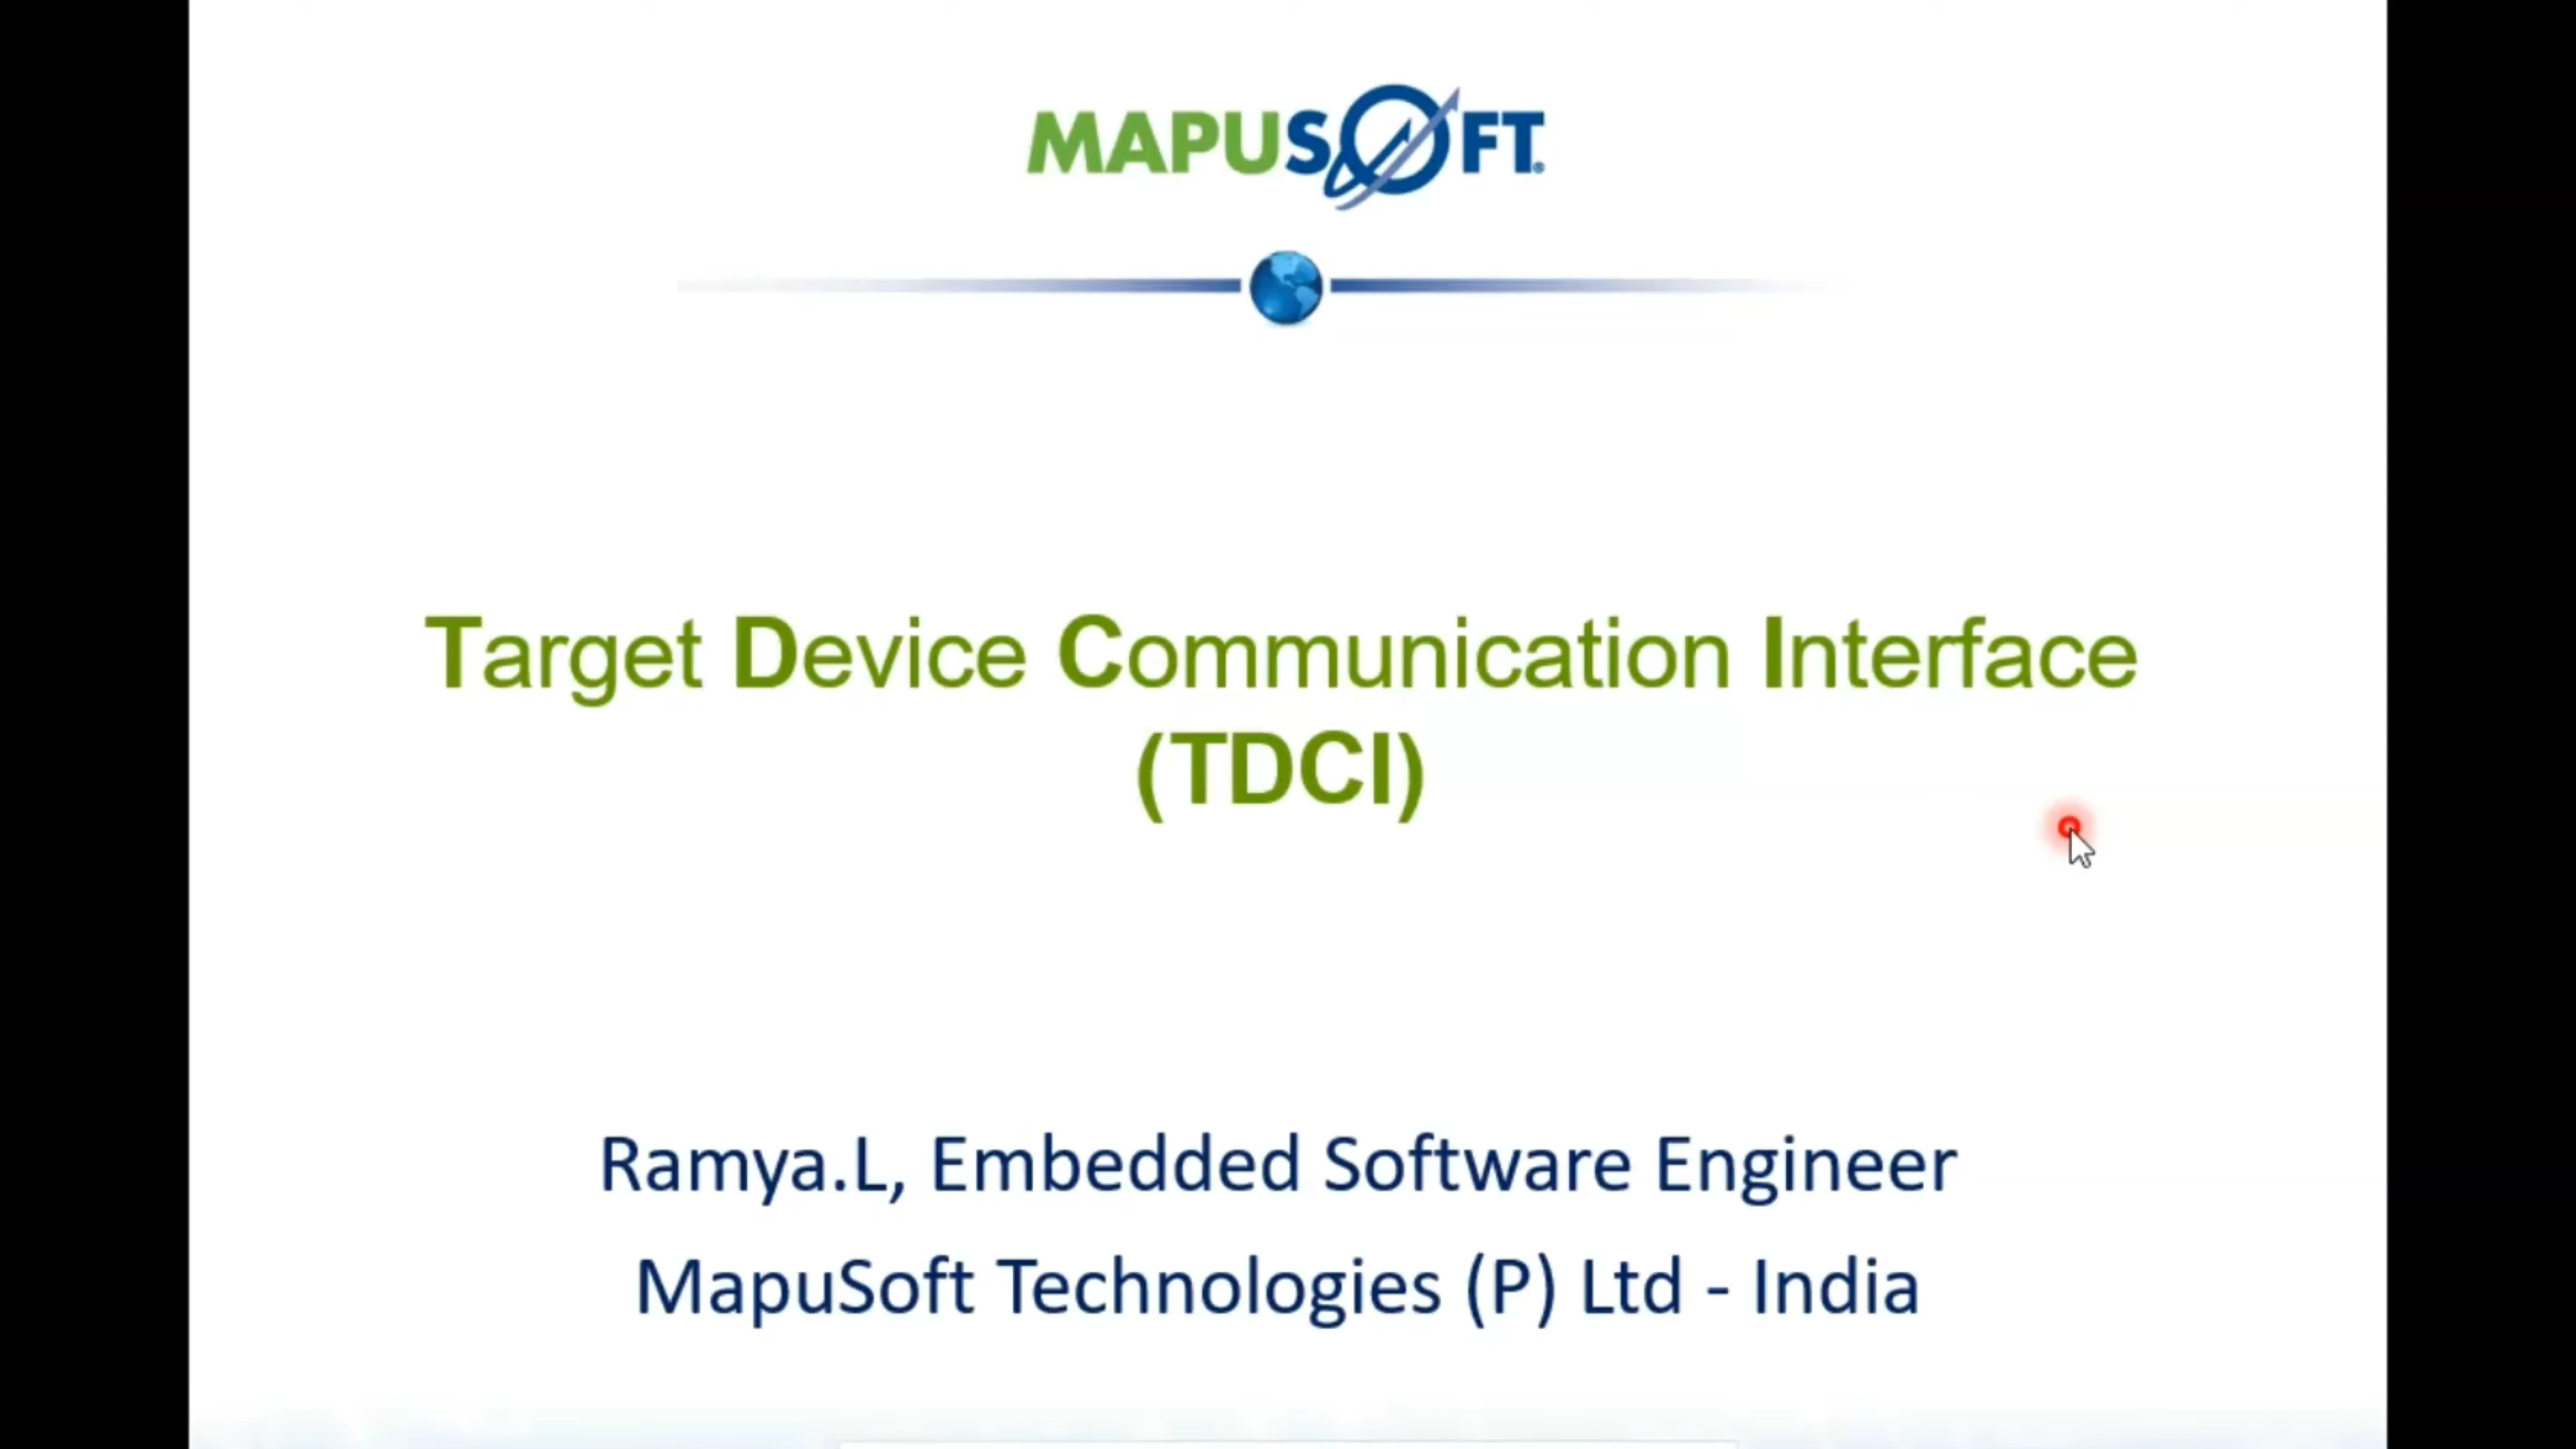 MAPUSOFT®
Target Device Communication Interface
(TDCI)
Ramya.L, Embedded Software Engineer
MapuSoft Technologies (P) Ltd - India